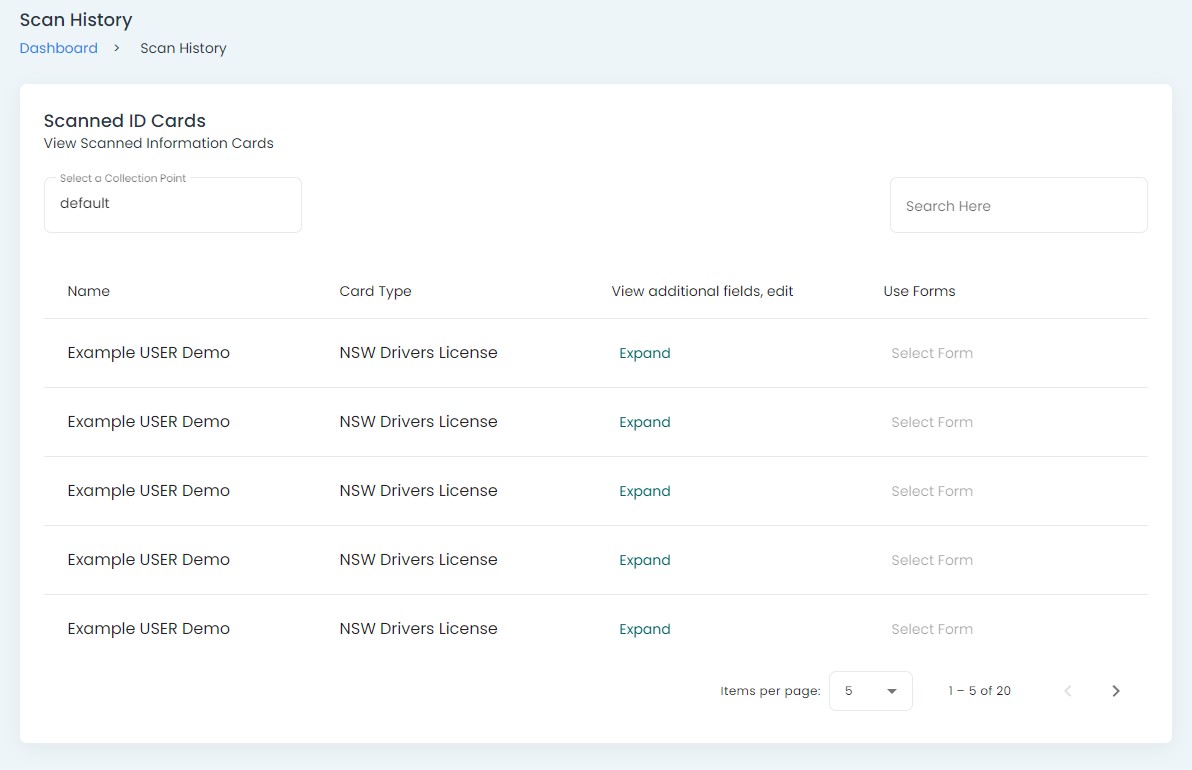 Scan History
Dashboard > Scan History
Scanned ID Cards
View Scanned Information Cards
Select a Collection Point
default
Search Here
Name Card Type View additional fields, edit Use Forms
Example USER Demo NSW Drivers License Expand Select Form
Example USER Demo NSW Drivers License Expand Select Form
Example USER Demo NSW Drivers License Expand Select Form
Example USER Demo NSW Drivers License Expand Select Form
Example USER Demo NSW Drivers License Expand Select Form
Items per page: 5 1 – 5 of 20